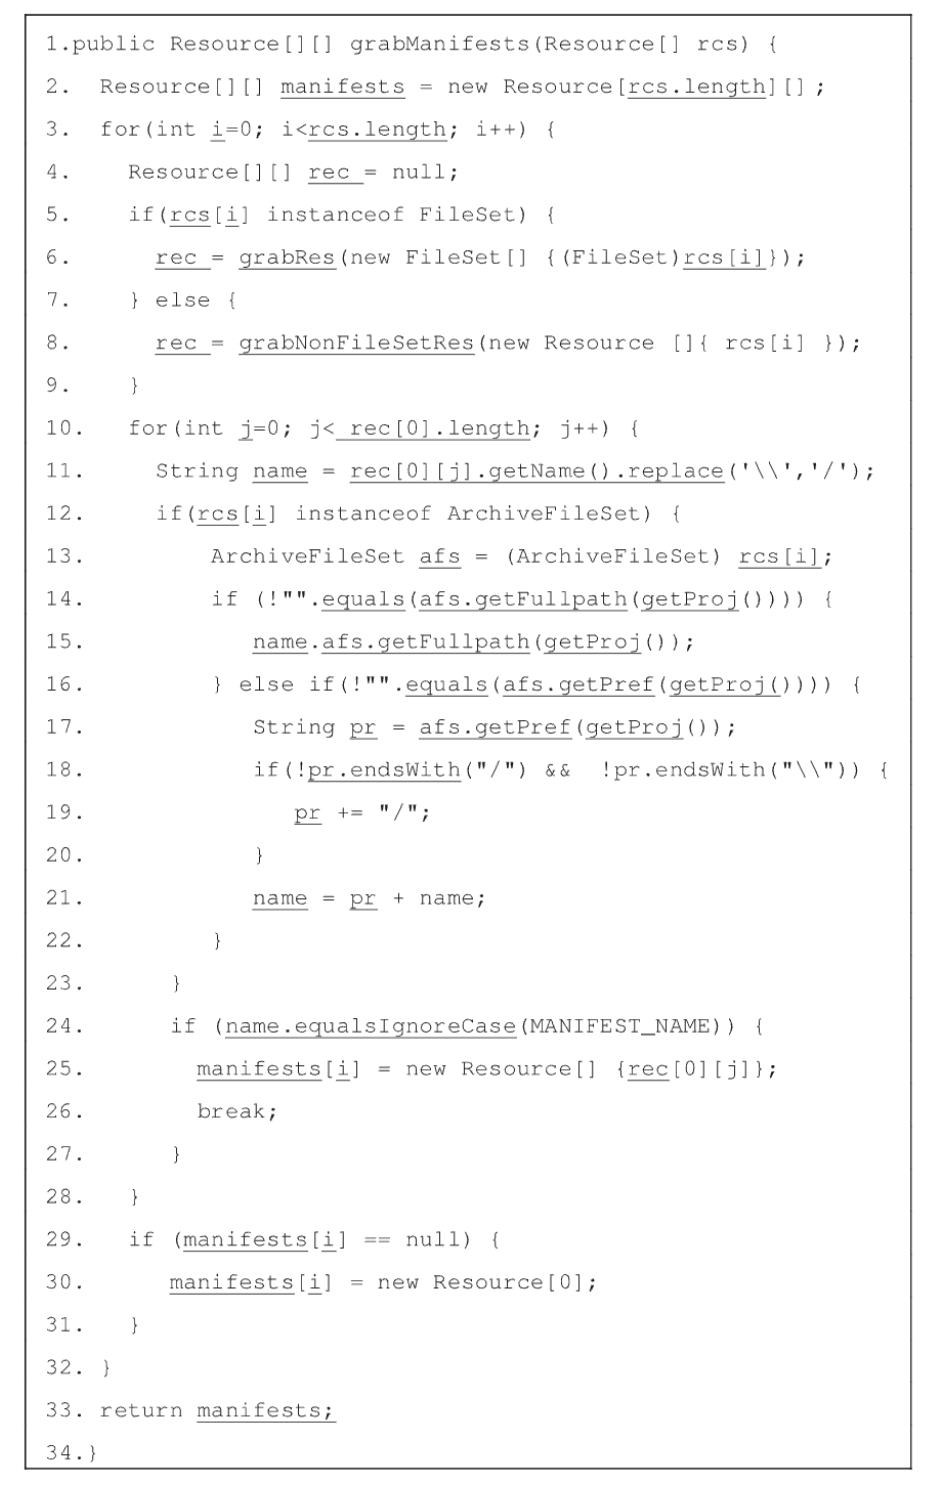 1.public Resource[][] grabManifests(Resource[] rcs) {
2.  Resource[][] manifests = new Resource[rcs.length][] ;
3.  for(int i=0; i<rcs.length; i++) {
4.    Resource[][] rec = null;
5.    if(rcs[i] instanceof FileSet) {
6.      rec = grabRes(new FileSet[] {(FileSet)rcs[i]});
7.    } else {
8.      rec = grabNonFileSetRes(new Resource []{ rcs[i] });
9.    }
10.   for(int j=0; j< rec[0].length; j++) {
11.     String name = rec[0][j].getName().replace('\\','/');
12.     if(rcs[i] instanceof ArchiveFileSet) {
13.         ArchiveFileSet afs = (ArchiveFileSet) rcs[i];
14.         if (!"".equals(afs.getFullpath(getProj()))) {
15.            name.afs.getFullpath(getProj());
16.         } else if(!"".equals(afs.getPref(getProj()))) {
17.            String pr = afs.getPref(getProj());
18.            if(!pr.endsWith("/") &&  !pr.endsWith("\\")) {
19.               pr += "/";
20.            }
21.            name = pr + name;
22.         }
23.      }
24.      if (name.equalsIgnoreCase(MANIFEST_NAME)) {
25.        manifests[i] = new Resource[] {rec[0][j]};
26.        break;
27.      }
28.   }
29.   if (manifests[i] == null) {
30.      manifests[i] = new Resource[0];
31.   }
32. }
33. return manifests;
34.}